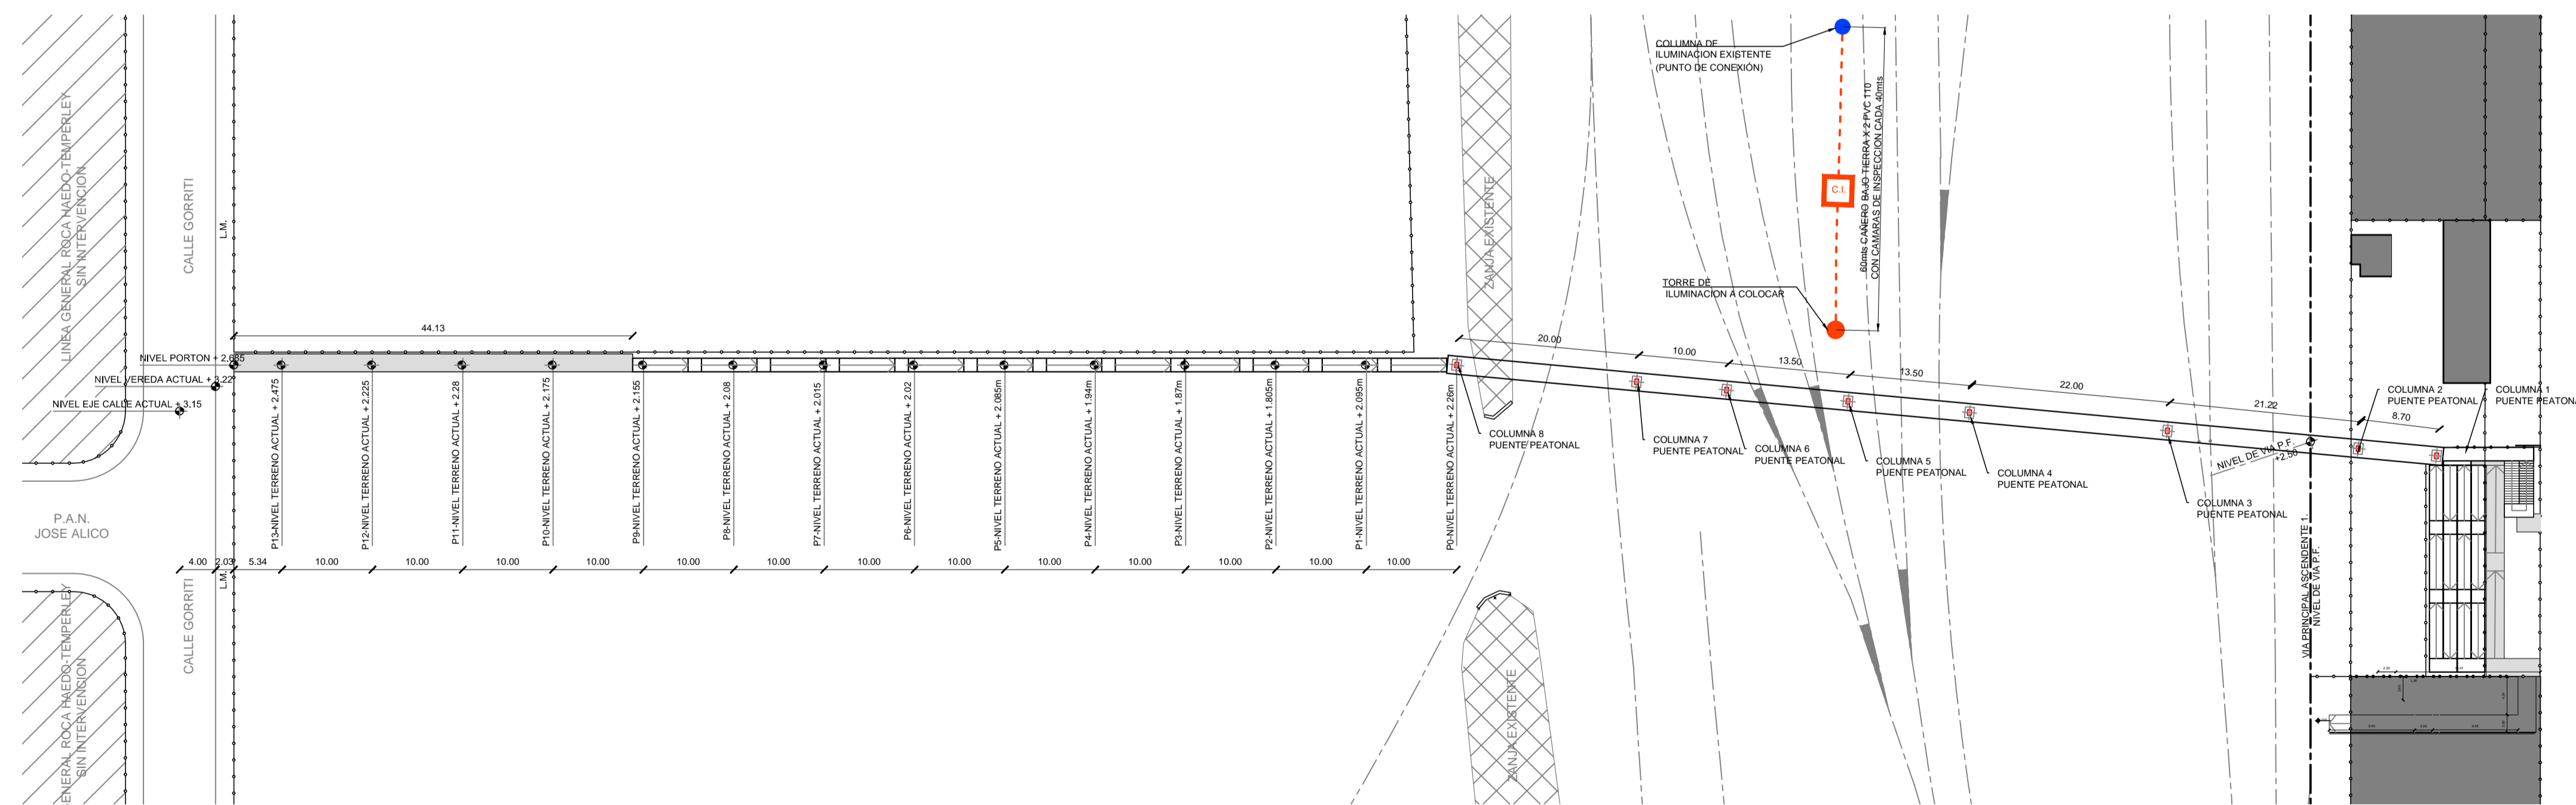 LINEA GENERAL ROCA HAEDO-TEMPERLEY
SIN INTERVENCION
CALLE GORRITI
L.M.
44.13
NIVEL PORTON + 2.685
NIVEL VEREDA ACTUAL + 3.22
NIVEL EJE CALLE ACTUAL + 3.15
P.A.N.
JOSE ALICO
GENERAL ROCA HAEDO-TEMPERLEY
SIN INTERVENCION
CALLE GORRITI
L.M.
P13-NIVEL TERRENO ACTUAL + 2.475
P12-NIVEL TERRENO ACTUAL + 2.225
P11-NIVEL TERRENO ACTUAL + 2.28
P10-NIVEL TERRENO ACTUAL + 2.175
P9-NIVEL TERRENO ACTUAL + 2.155
P8-NIVEL TERRENO ACTUAL + 2.08
P7-NIVEL TERRENO ACTUAL + 2.015
P6-NIVEL TERRENO ACTUAL + 2.02
P5-NIVEL TERRENO ACTUAL + 2.085m
P4-NIVEL TERRENO ACTUAL + 1.94m
P3-NIVEL TERRENO ACTUAL + 1.87m
P2-NIVEL TERRENO ACTUAL + 1.805m
P1-NIVEL TERRENO ACTUAL + 2.095m
P0-NIVEL TERRENO ACTUAL + 2.26m
4.00
2.03
5.34
10.00
10.00
10.00
10.00
10.00
10.00
10.00
10.00
10.00
10.00
10.00
10.00
10.00
ZANJA EXISTENTE
ZANJA EXISTENTE
COLUMNA DE
ILUMINACION EXISTENTE
(PUNTO DE CONEXIÓN)
C.I.
60mts CAÑERO BAJO TIERRA X 2 PVC 110
CON CAMARAS DE INSPECCION CADA 40mts
TORRE DE
ILUMINACION A COLOCAR
20.00
10.00
13.50
13.50
22.00
21.22
8.70
COLUMNA 8
PUENTE PEATONAL
COLUMNA 7
PUENTE PEATONAL
COLUMNA 6
PUENTE PEATONAL
COLUMNA 5
PUENTE PEATONAL
COLUMNA 4
PUENTE PEATONAL
COLUMNA 3
PUENTE PEATONAL
COLUMNA 2
PUENTE PEATONAL
COLUMNA 1
PUENTE PEATONA
NIVEL DE VIA P.F.
+2.50
VIA PRINCIPAL ASCENDENTE 1.
NIVEL DE VIA P.F.